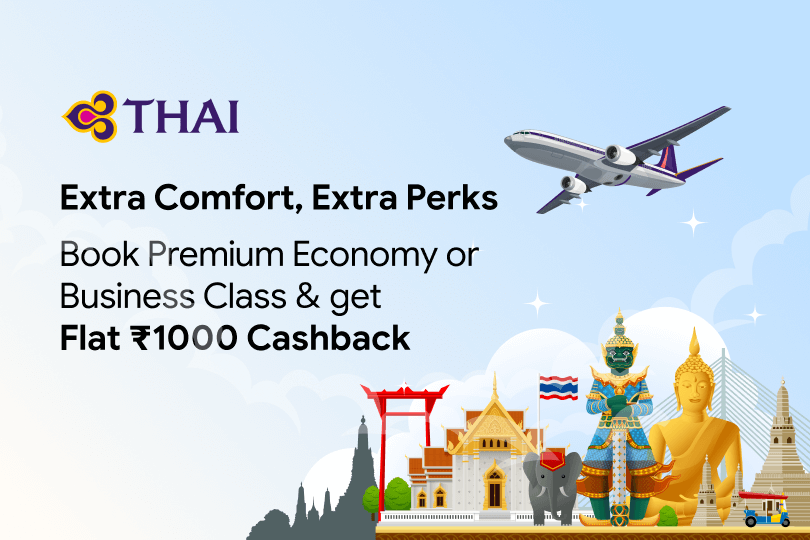 THAI
Extra Comfort, Extra Perks
Book Premium Economy or
Business Class & get
Flat ₹1000 Cashback